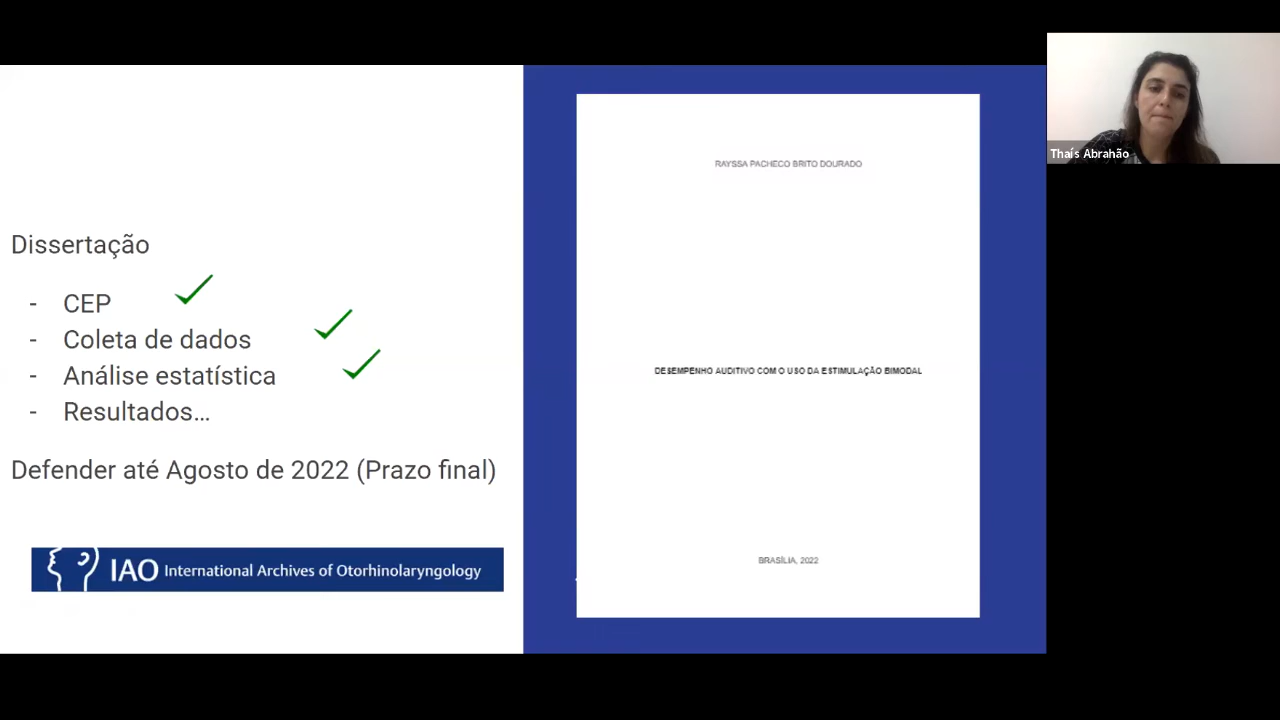 Dissertação
- CEP
- Coleta de dados
- Análise estatística
- Resultados…
Defender até Agosto de 2022 (Prazo final)
IAO International Archives of Otorhinolaryngology
RAYSSA PACHECO BRITO DOURADO
DESEMPENHO AUDITIVO COM O USO DA ESTIMULAÇÃO BIMODAL
BRASÍLIA, 2022
Thaís Abrahão